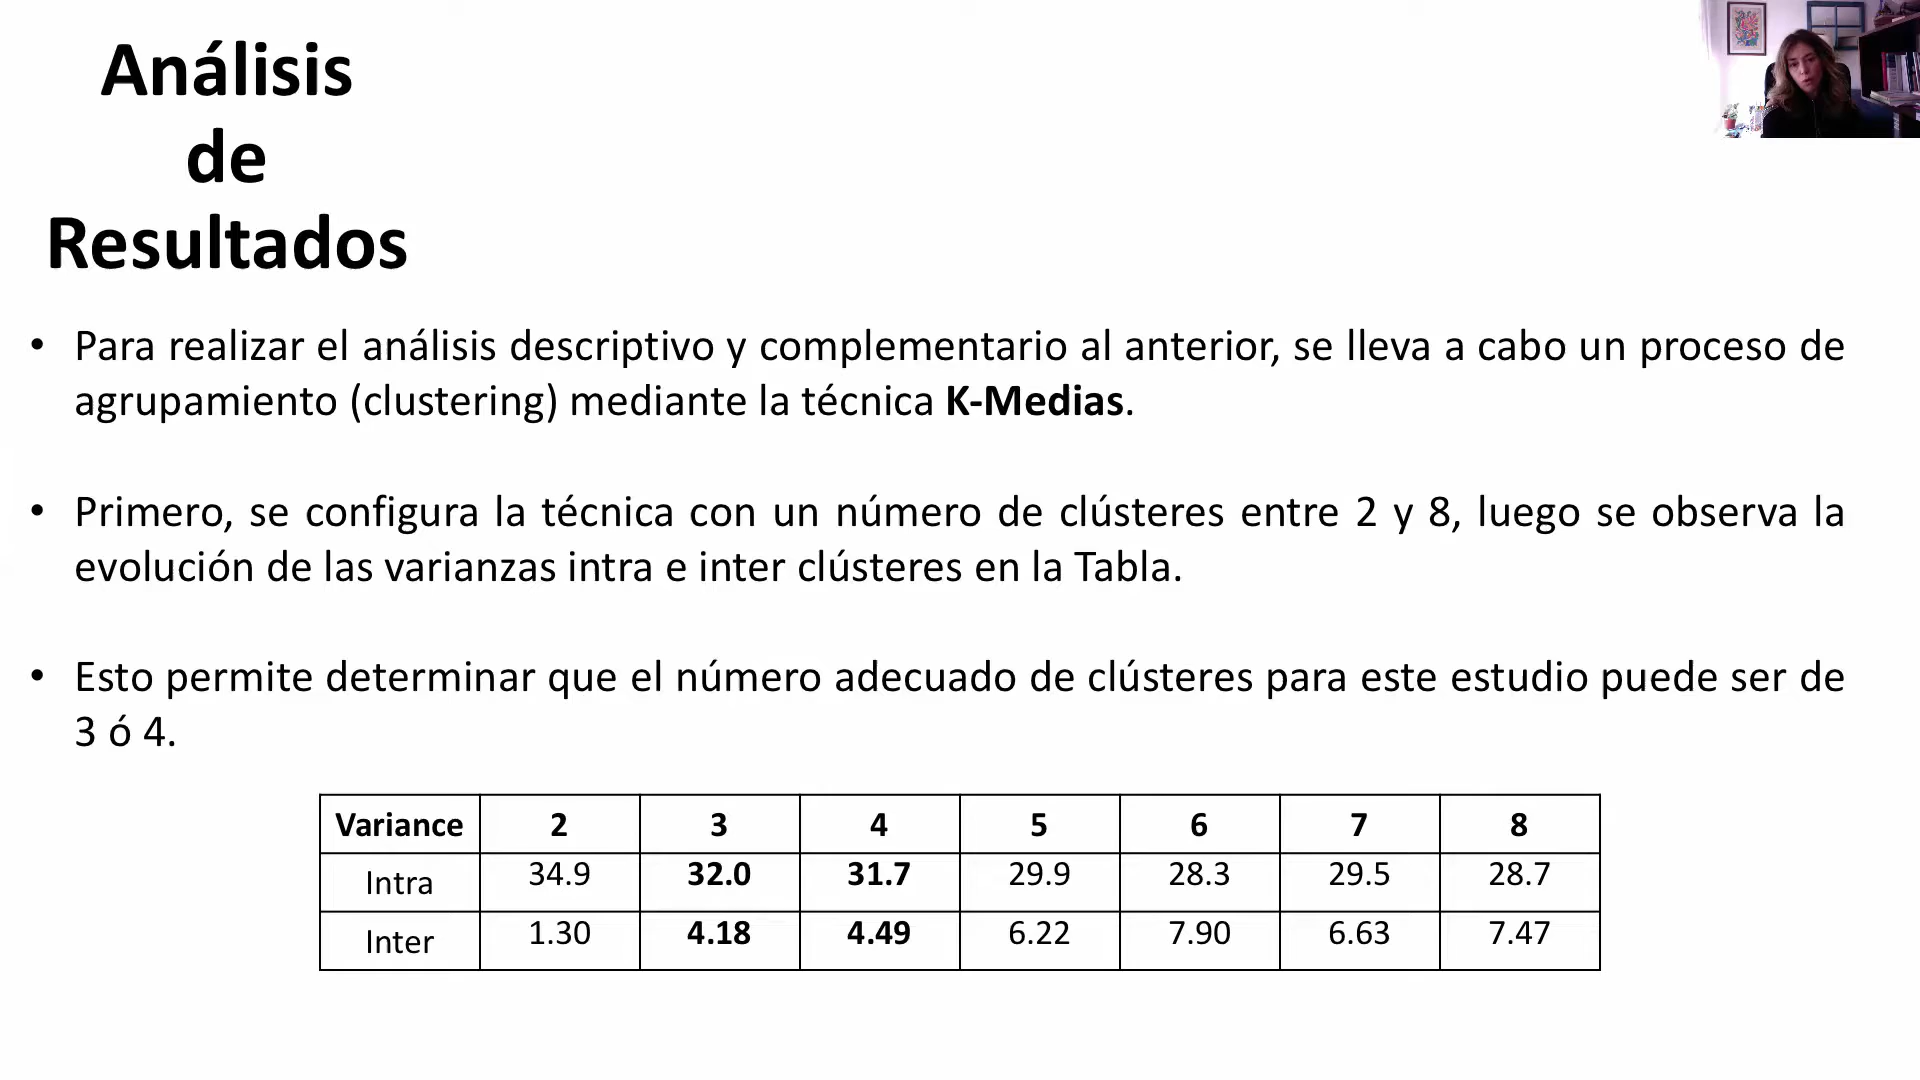 Análisis
de
Resultados
• Para realizar el análisis descriptivo y complementario al anterior, se lleva a cabo un proceso de
agrupamiento (clustering) mediante la técnica K-Medias.
• Primero, se configura la técnica con un número de clústeres entre 2 y 8, luego se observa la
evolución de las varianzas intra e inter clústeres en la Tabla.
• Esto permite determinar que el número adecuado de clústeres para este estudio puede ser de
3 ó 4.
Variance 2 3 4 5 6 7 8
Intra 34.9 32.0 31.7 29.9 28.3 29.5 28.7
Inter 1.30 4.18 4.49 6.22 7.90 6.63 7.47